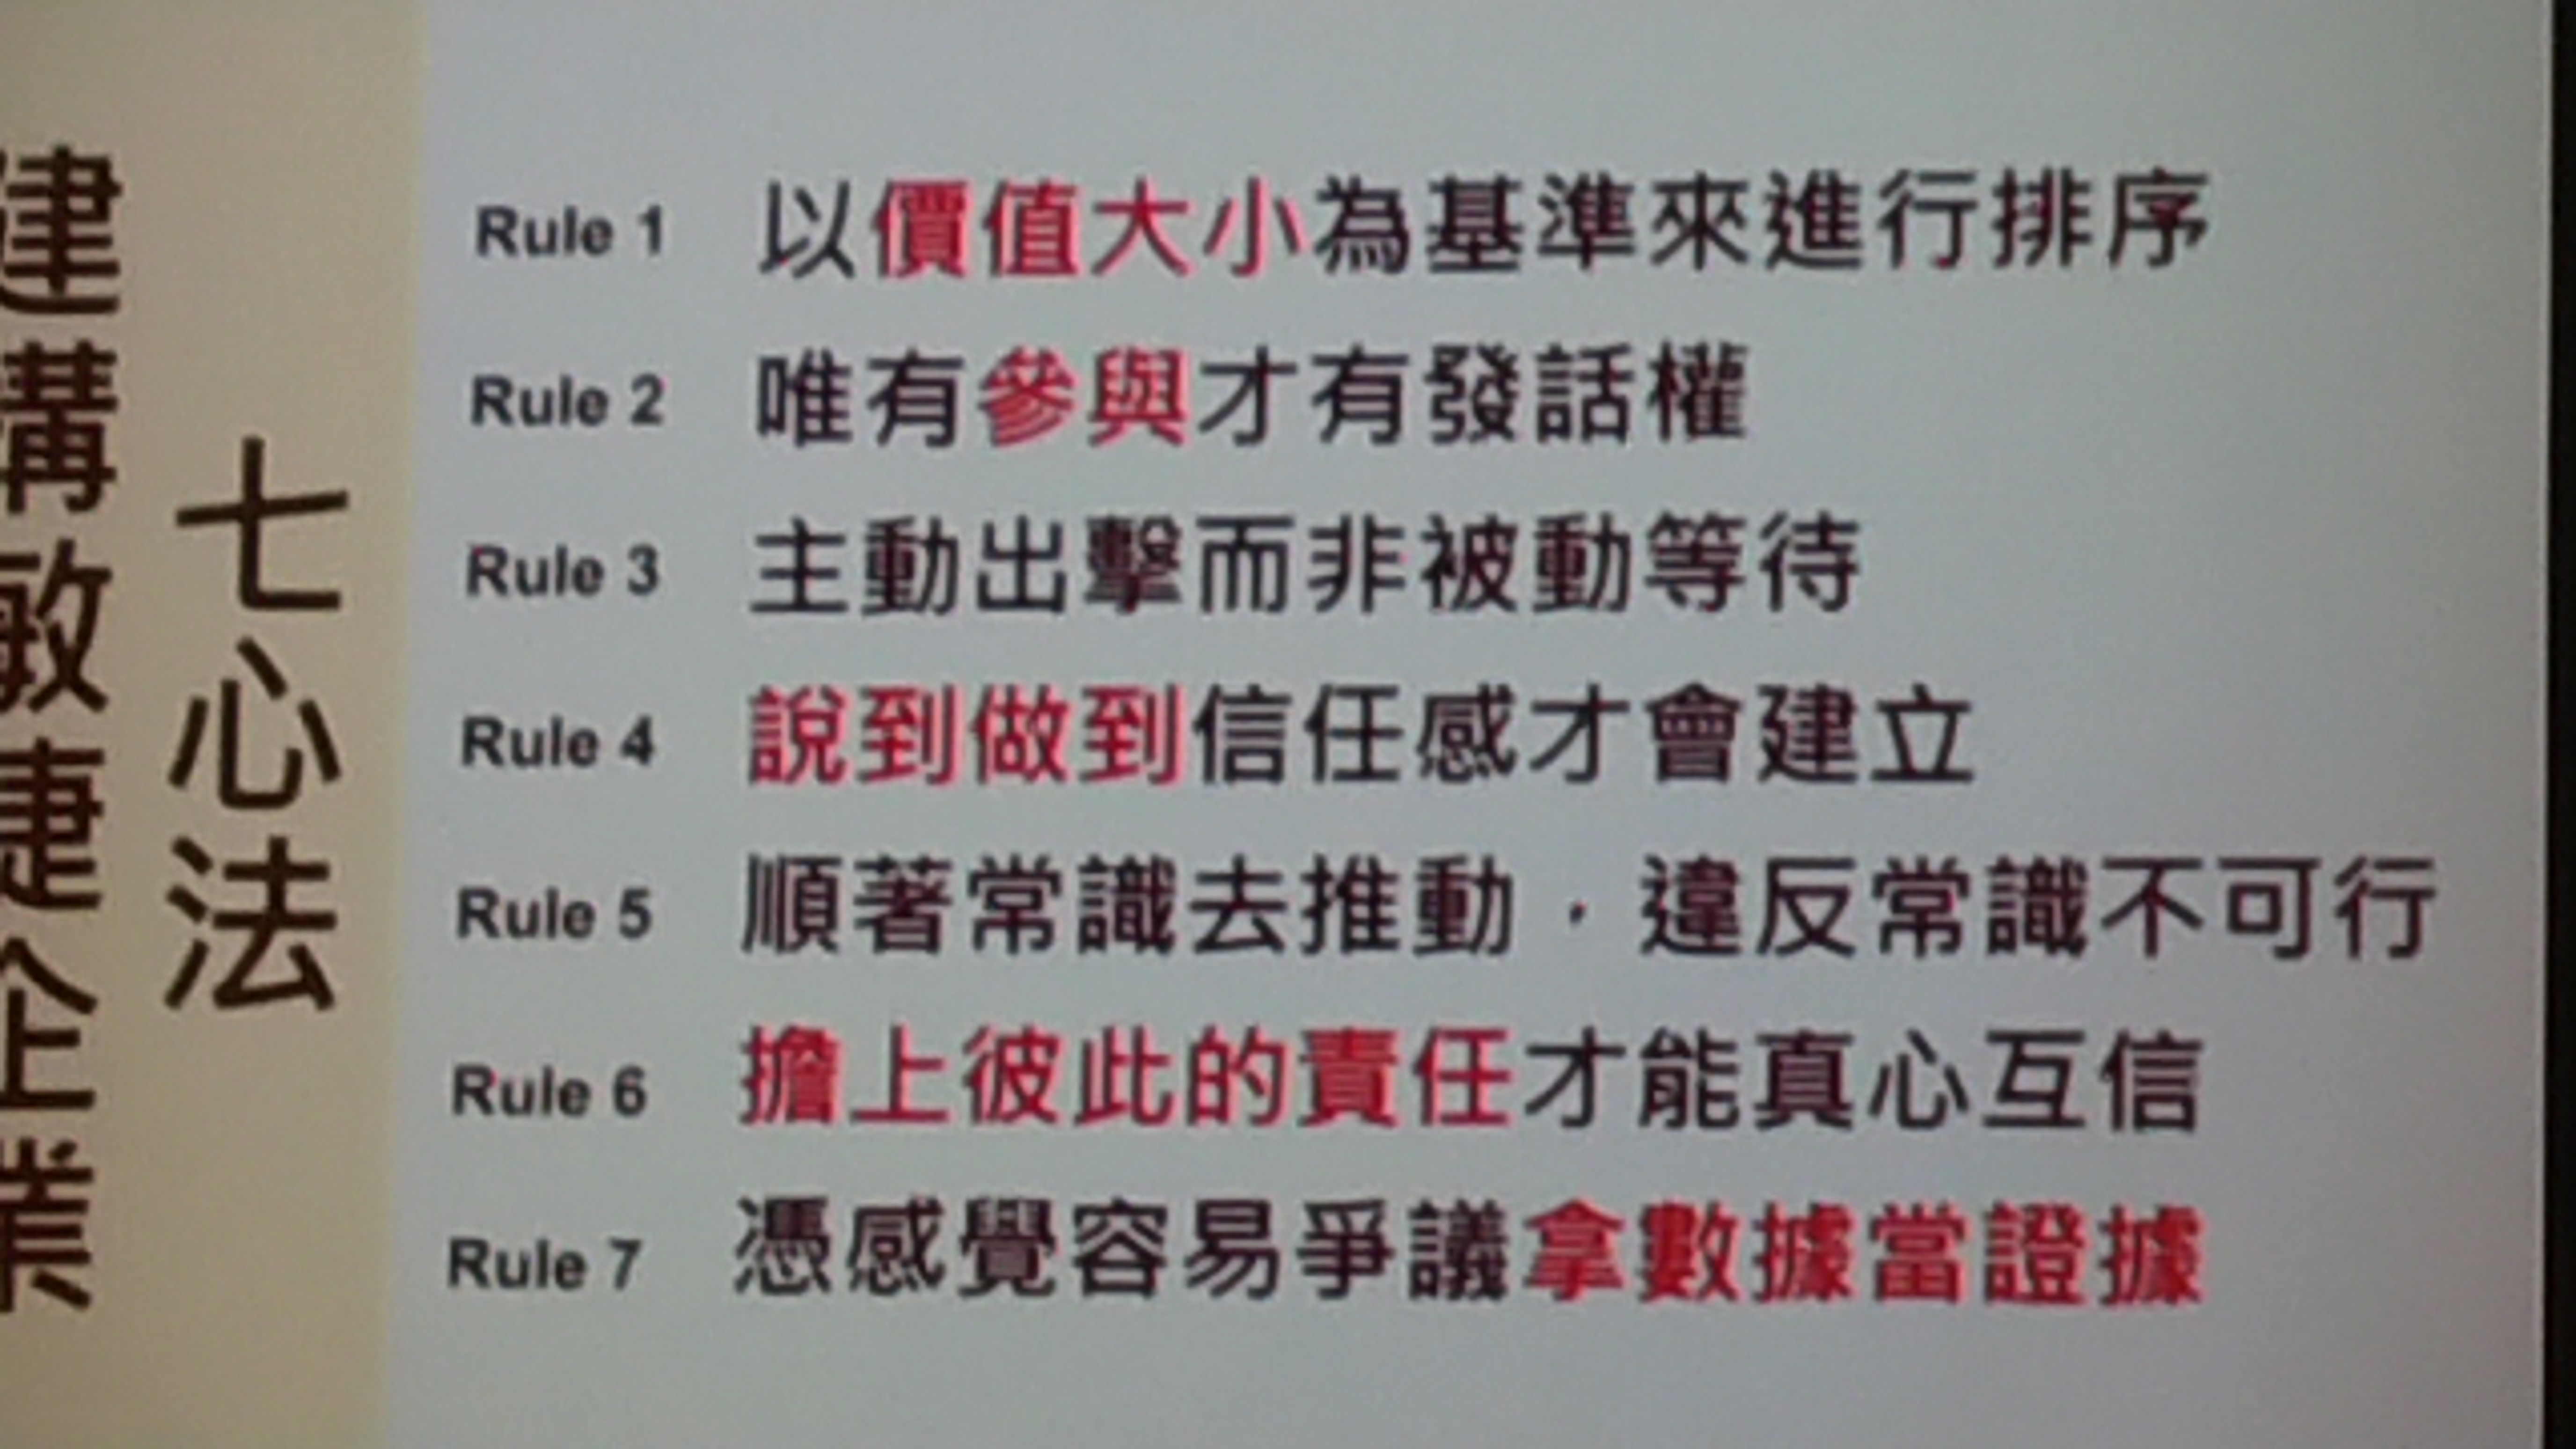 建構敏捷企業
七心法
Rule 1 以價值大小為基準來進行排序
Rule 2 唯有參與才有發話權
Rule 3 主動出擊而非被動等待
Rule 4 說到做到信任感才會建立
Rule 5 順著常識去推動，違反常識不可行
Rule 6 擔上彼此的責任才能真心互信
Rule 7 憑感覺容易爭議拿數據當證據